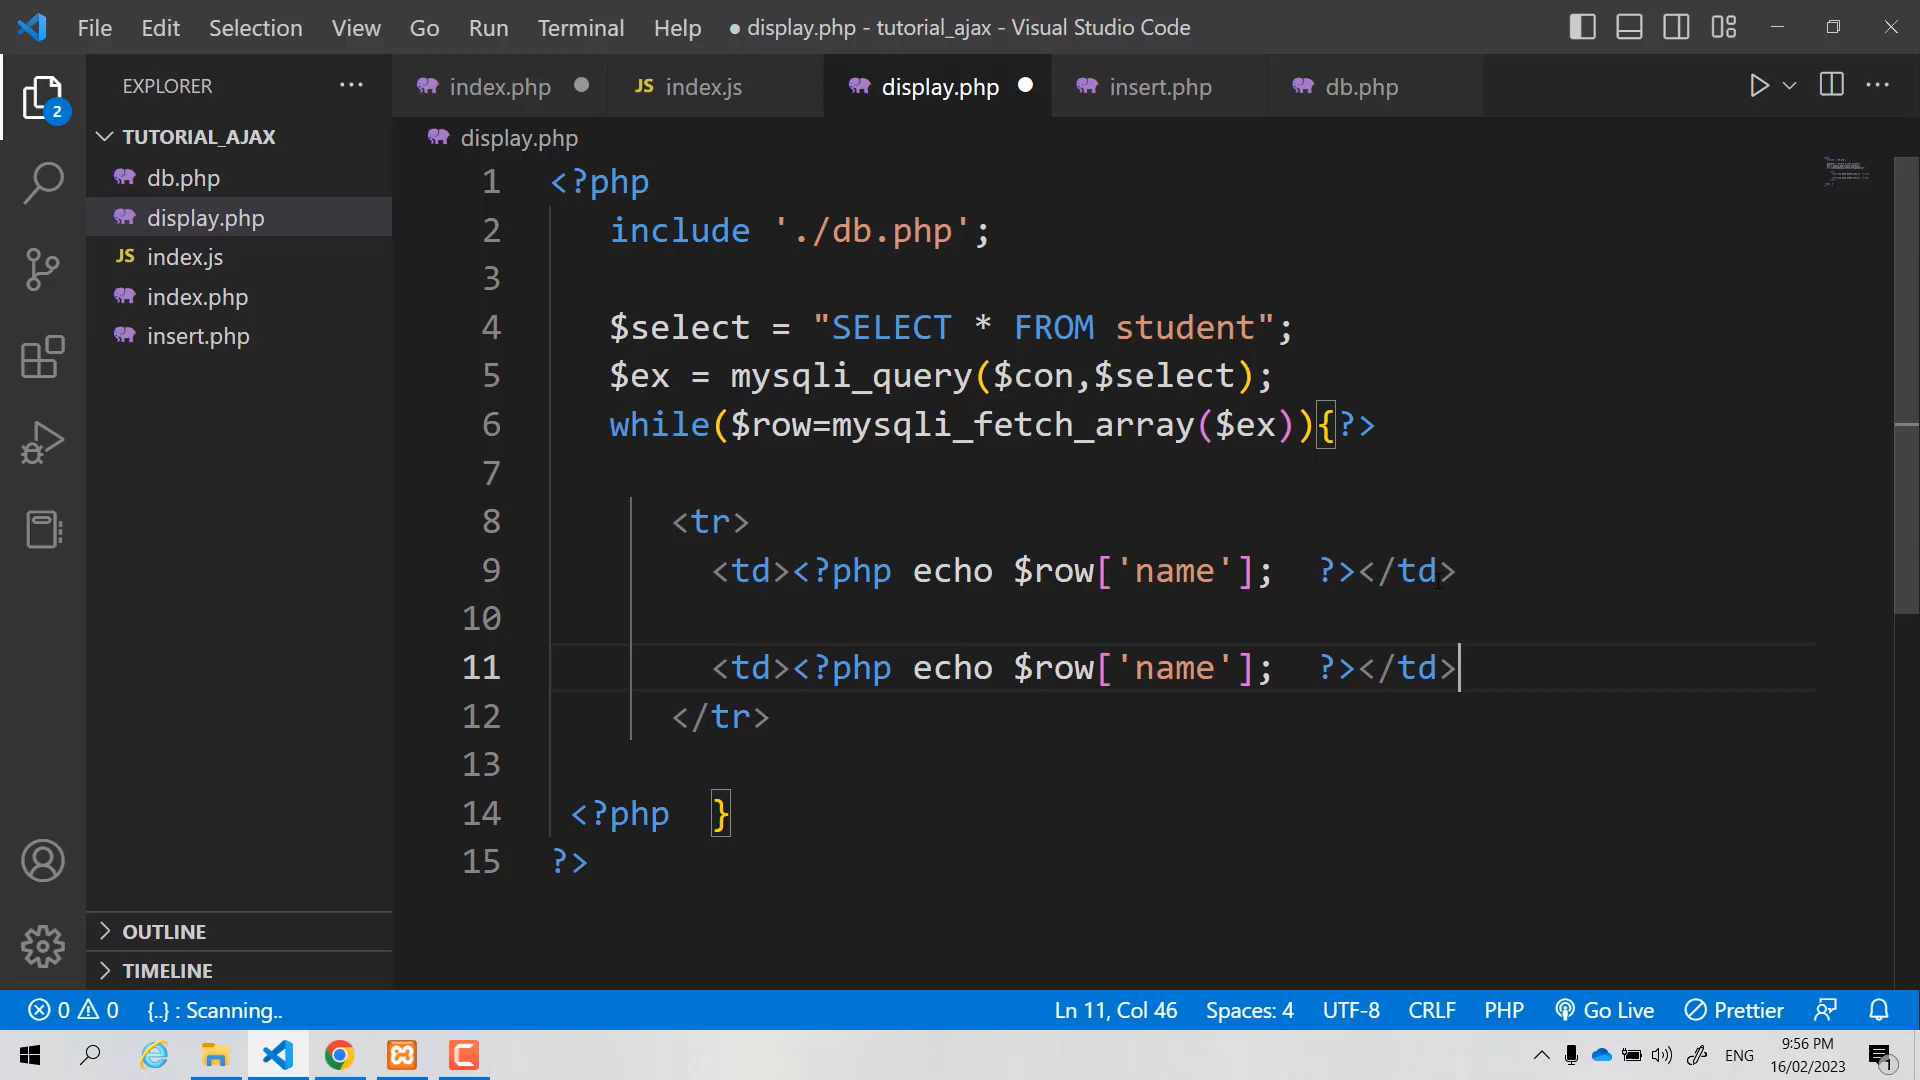 File Edit Selection View Go Run Terminal Help ● display.php - tutorial_ajax - Visual Studio Code
EXPLORER ···
index.php JS index.js display.php insert.php db.php
2
TUTORIAL_AJAX
display.php
db.php
display.php
JS index.js
index.php
insert.php
1 <?php
2 include './db.php';
3
4 $select = "SELECT * FROM student";
5 $ex = mysqli_query($con,$select);
6 while($row=mysqli_fetch_array($ex)){?>
7
8 <tr>
9 <td><?php echo $row['name'];  ?></td>
10
11 <td><?php echo $row['name'];  ?></td>
12 </tr>
13
14 <?php  }
15 ?>
OUTLINE
TIMELINE
0 0 {..} : Scanning.. Ln 11, Col 46 Spaces: 4 UTF-8 CRLF PHP Go Live Prettier
ENG 9:56 PM
16/02/2023
1